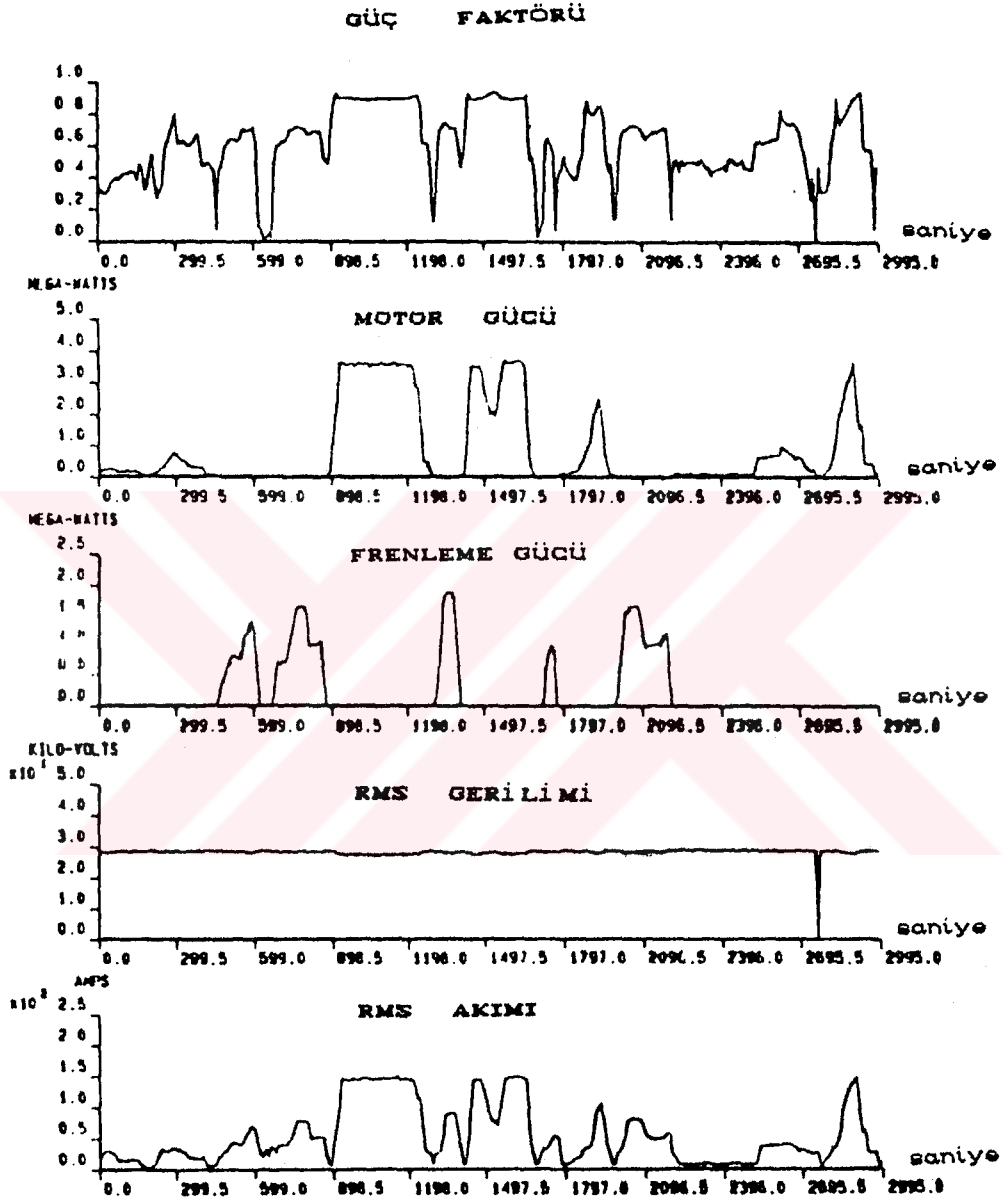 GÜÇ FAKTÖRÜ
1.0
0.8
0.6
0.4
0.2
0.0
saniye
0.0 299.5 599.0 898.5 1198.0 1497.5 1797.0 2096.5 2396.0 2695.5 2995.0
MEGA-WATTS
5.0
MOTOR GÜCÜ
4.0
3.0
2.0
1.0
0.0
saniye
0.0 299.5 599.0 898.5 1198.0 1497.5 1797.0 2096.5 2396.0 2695.5 2995.0
MEGA-WATTS
2.5
FRENLEME GÜCÜ
2.0
0.0
saniye
0.0 299.5 599.0 898.5 1198.0 1497.5 1797.0 2096.5 2396.0 2695.5 2995.0
KİLO-VOLTS
x10¹ 5.0
RMS GERİLİMİ
4.0
3.0
2.0
1.0
0.0
saniye
0.0 299.5 599.0 898.5 1198.0 1497.5 1797.0 2096.5 2396.0 2695.5 2995.0
AMPS
x10² 2.5
RMS AKIMI
2.0
1.5
1.0
0.5
0.0
saniye
0.0 299.5 599.0 898.5 1198.0 1497.5 1797.0 2096.5 2396.0 2695.5 2995.0